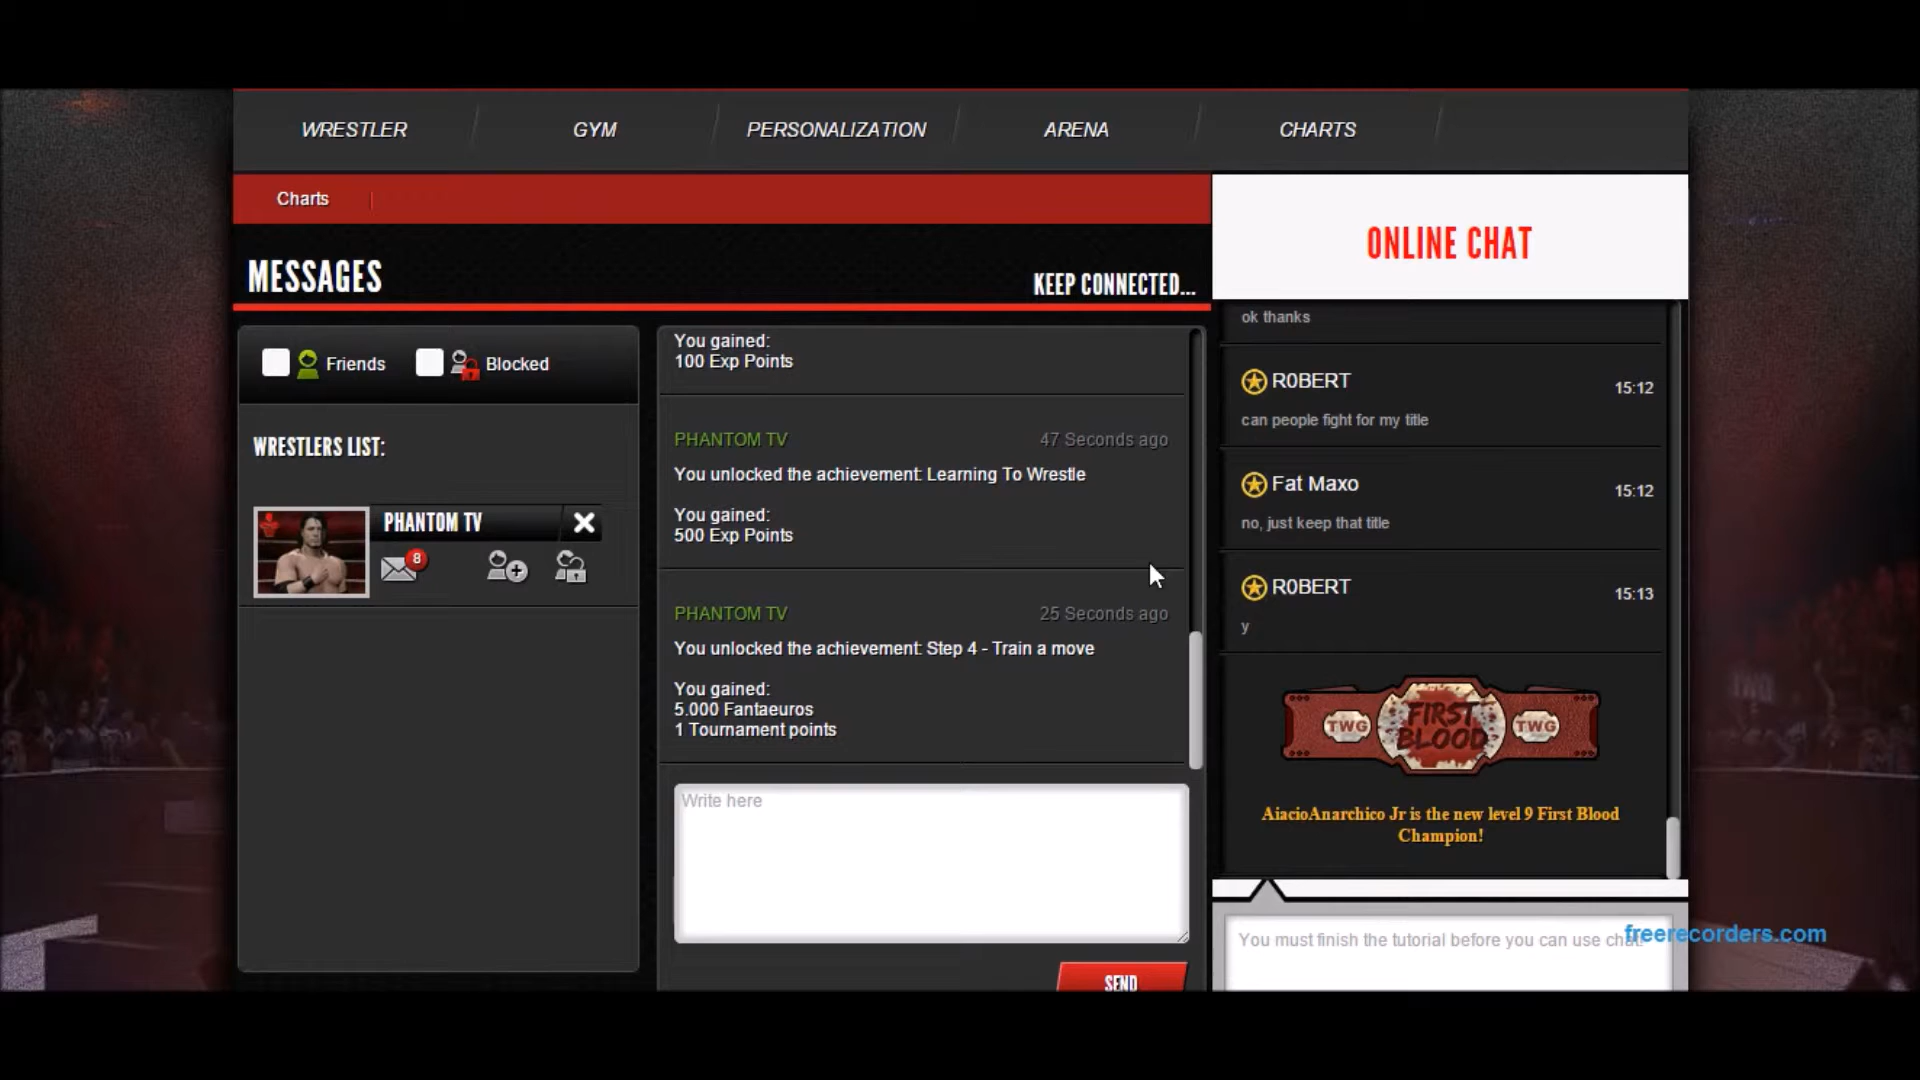 WRESTLER
GYM
PERSONALIZATION
ARENA
CHARTS
Charts
MESSAGES
KEEP CONNECTED...
Friends
Blocked
WRESTLERS LIST:
PHANTOM TV
8
You gained:
100 Exp Points
PHANTOM TV
47 Seconds ago
You unlocked the achievement: Learning To Wrestle
You gained:
500 Exp Points
PHANTOM TV
25 Seconds ago
You unlocked the achievement: Step 4 - Train a move
You gained:
5.000 Fantaeuros
1 Tournament points
Write here
SEND
ONLINE CHAT
ok thanks
R0BERT
15:12
can people fight for my title
Fat Maxo
15:12
no, just keep that title
R0BERT
15:13
y
TWG
FIRST
BLOOD
TWG
AiacioAnarchico Jr is the new level 9 First Blood
Champion!
You must finish the tutorial before you can use chat!
freerecorders.com